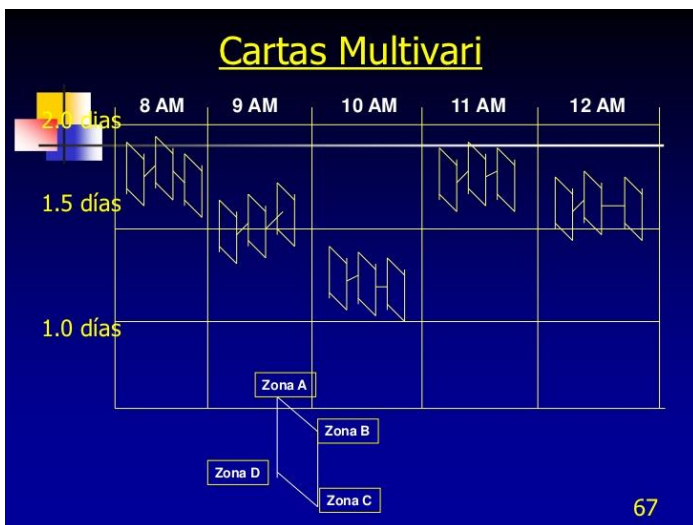 Cartas Multivari
8 AM 9 AM 10 AM 11 AM 12 AM
2.0 dias
1.5 días
1.0 días
Zona A
Zona B
Zona D
Zona C
67